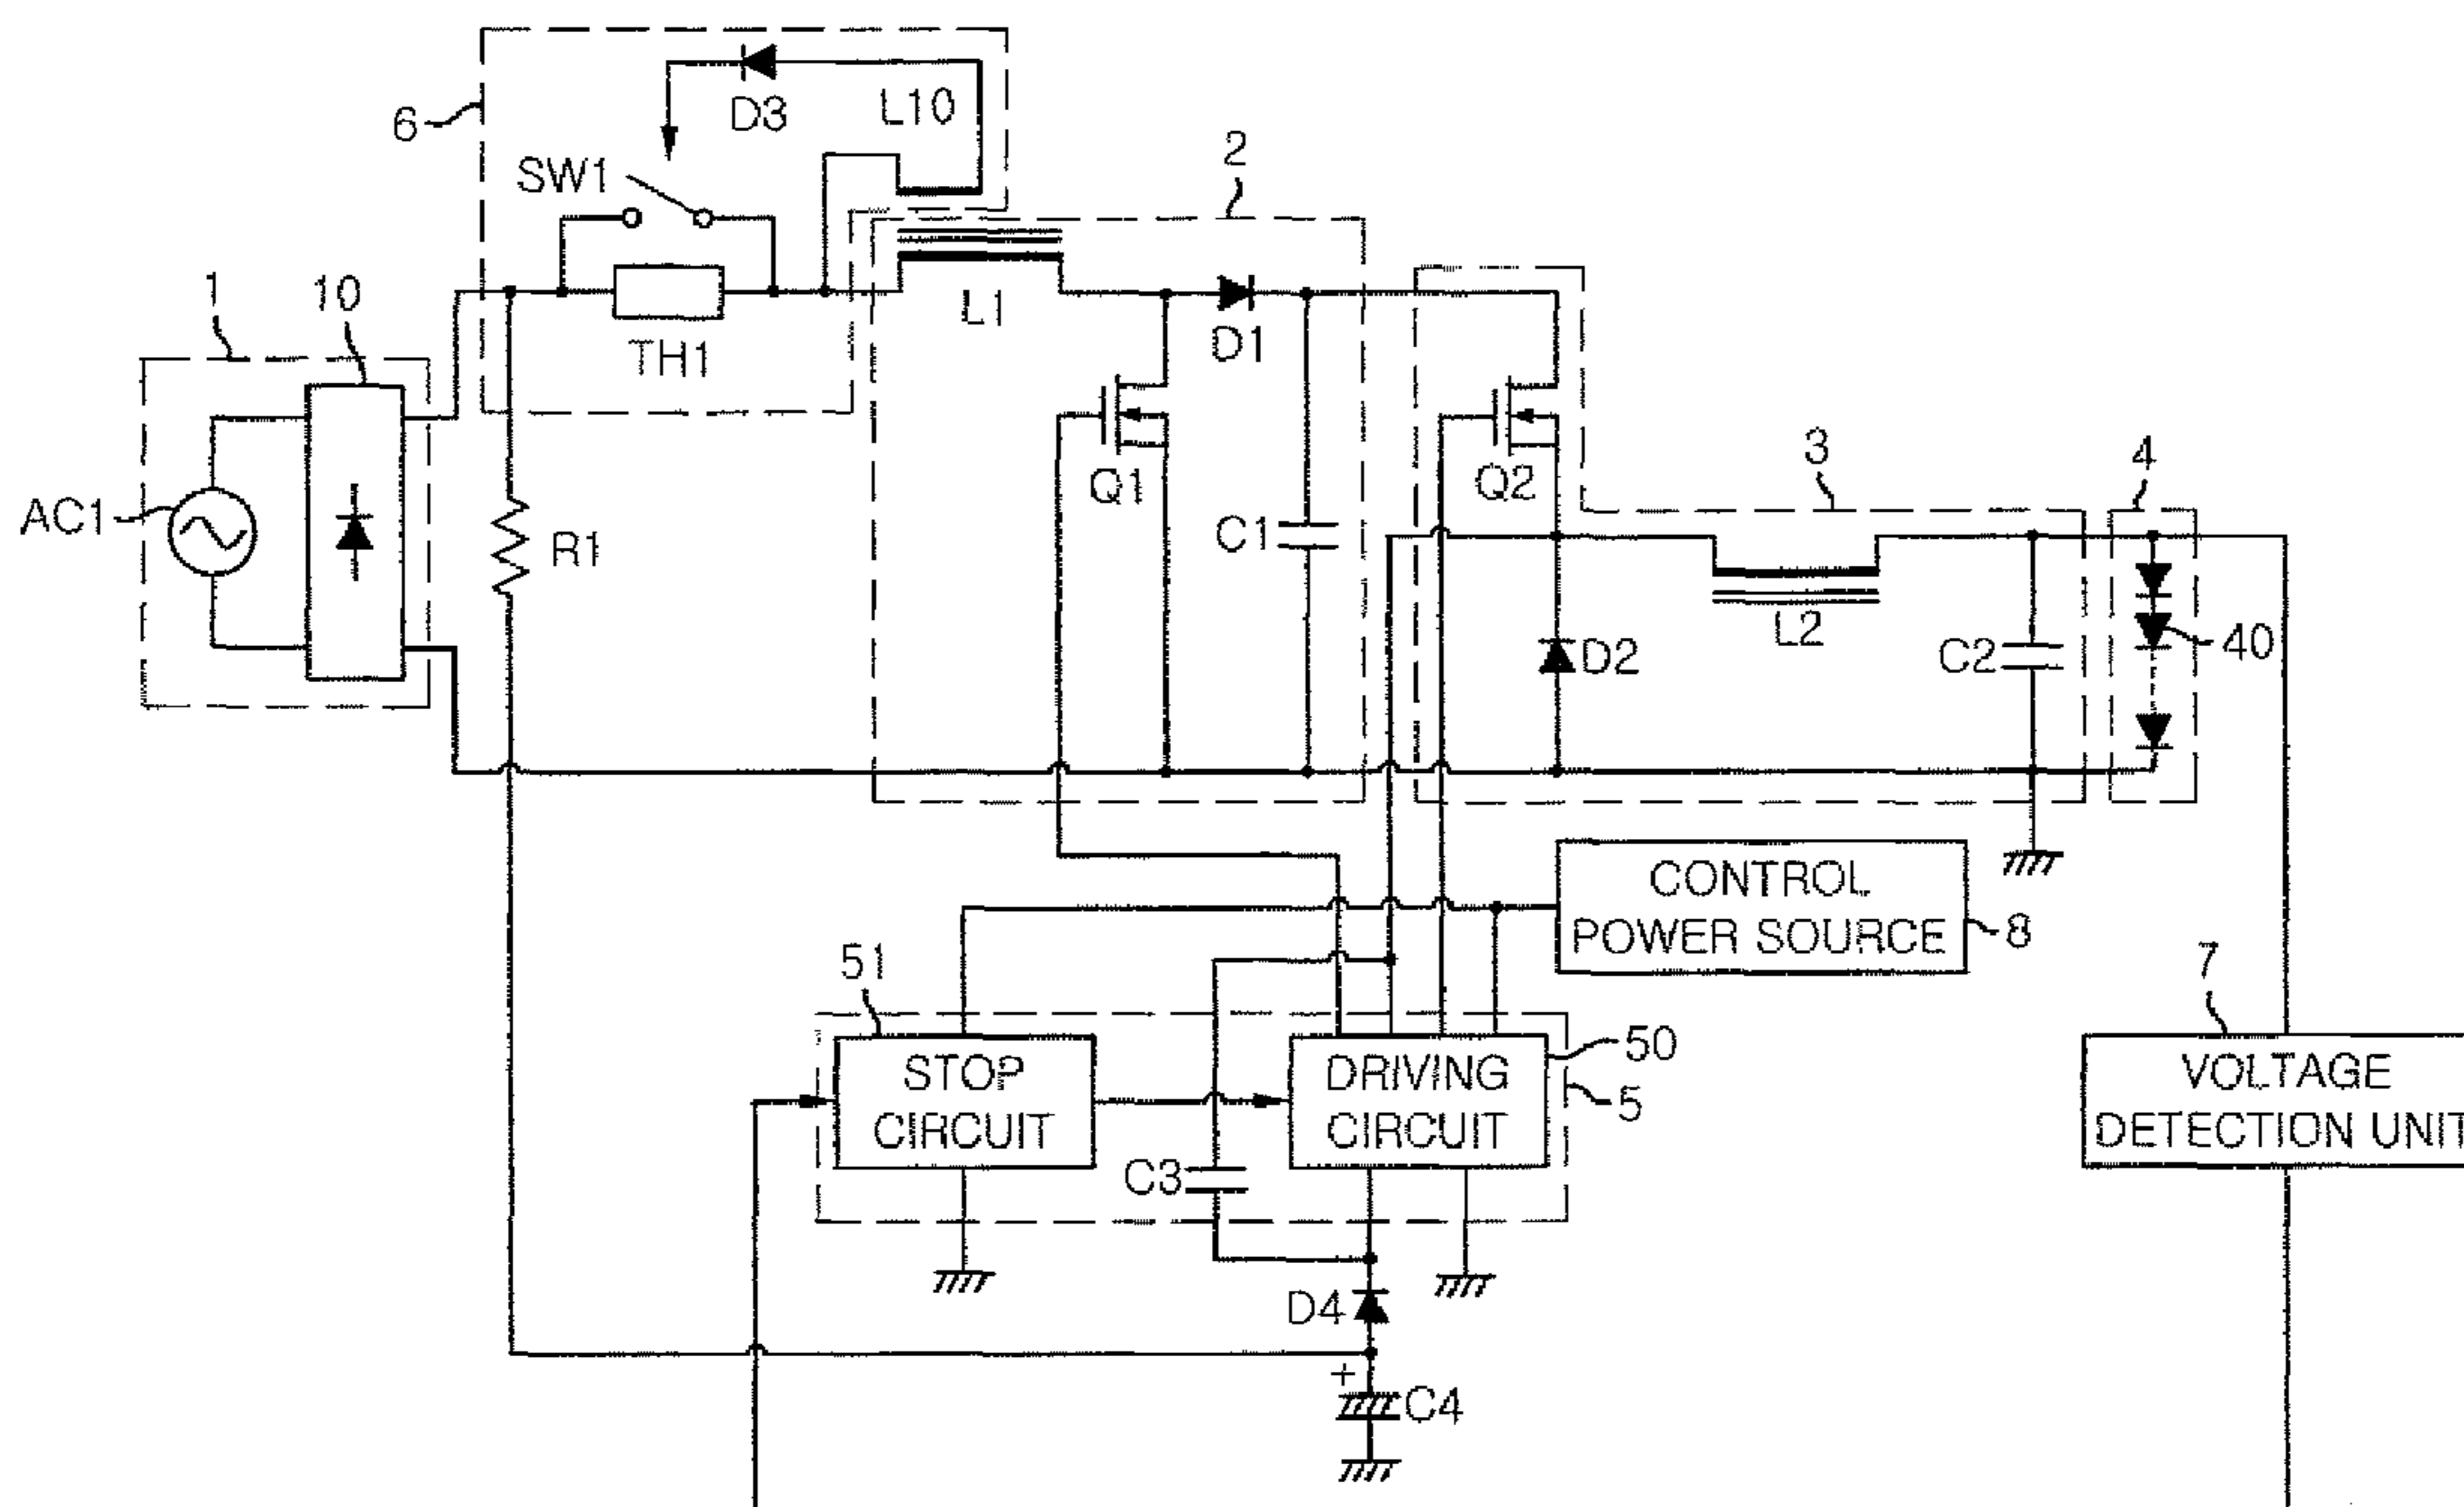 D3
L10
6
SW1
2
1
10
TH1
L1
D1
3
4
AC1
R1
Q1
C1
Q2
L2
C2
40
D2
CONTROL
POWER SOURCE
8
51
7
STOP
CIRCUIT
DRIVING
CIRCUIT
50
5
VOLTAGE
DETECTION UNIT
C3
D4
+
C4